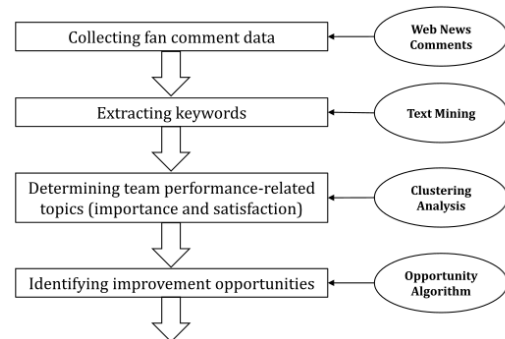 Collecting fan comment data
Web News
Comments
Extracting keywords
Text Mining
Determining team performance-related
topics (importance and satisfaction)
Clustering
Analysis
Identifying improvement opportunities
Opportunity
Algorithm